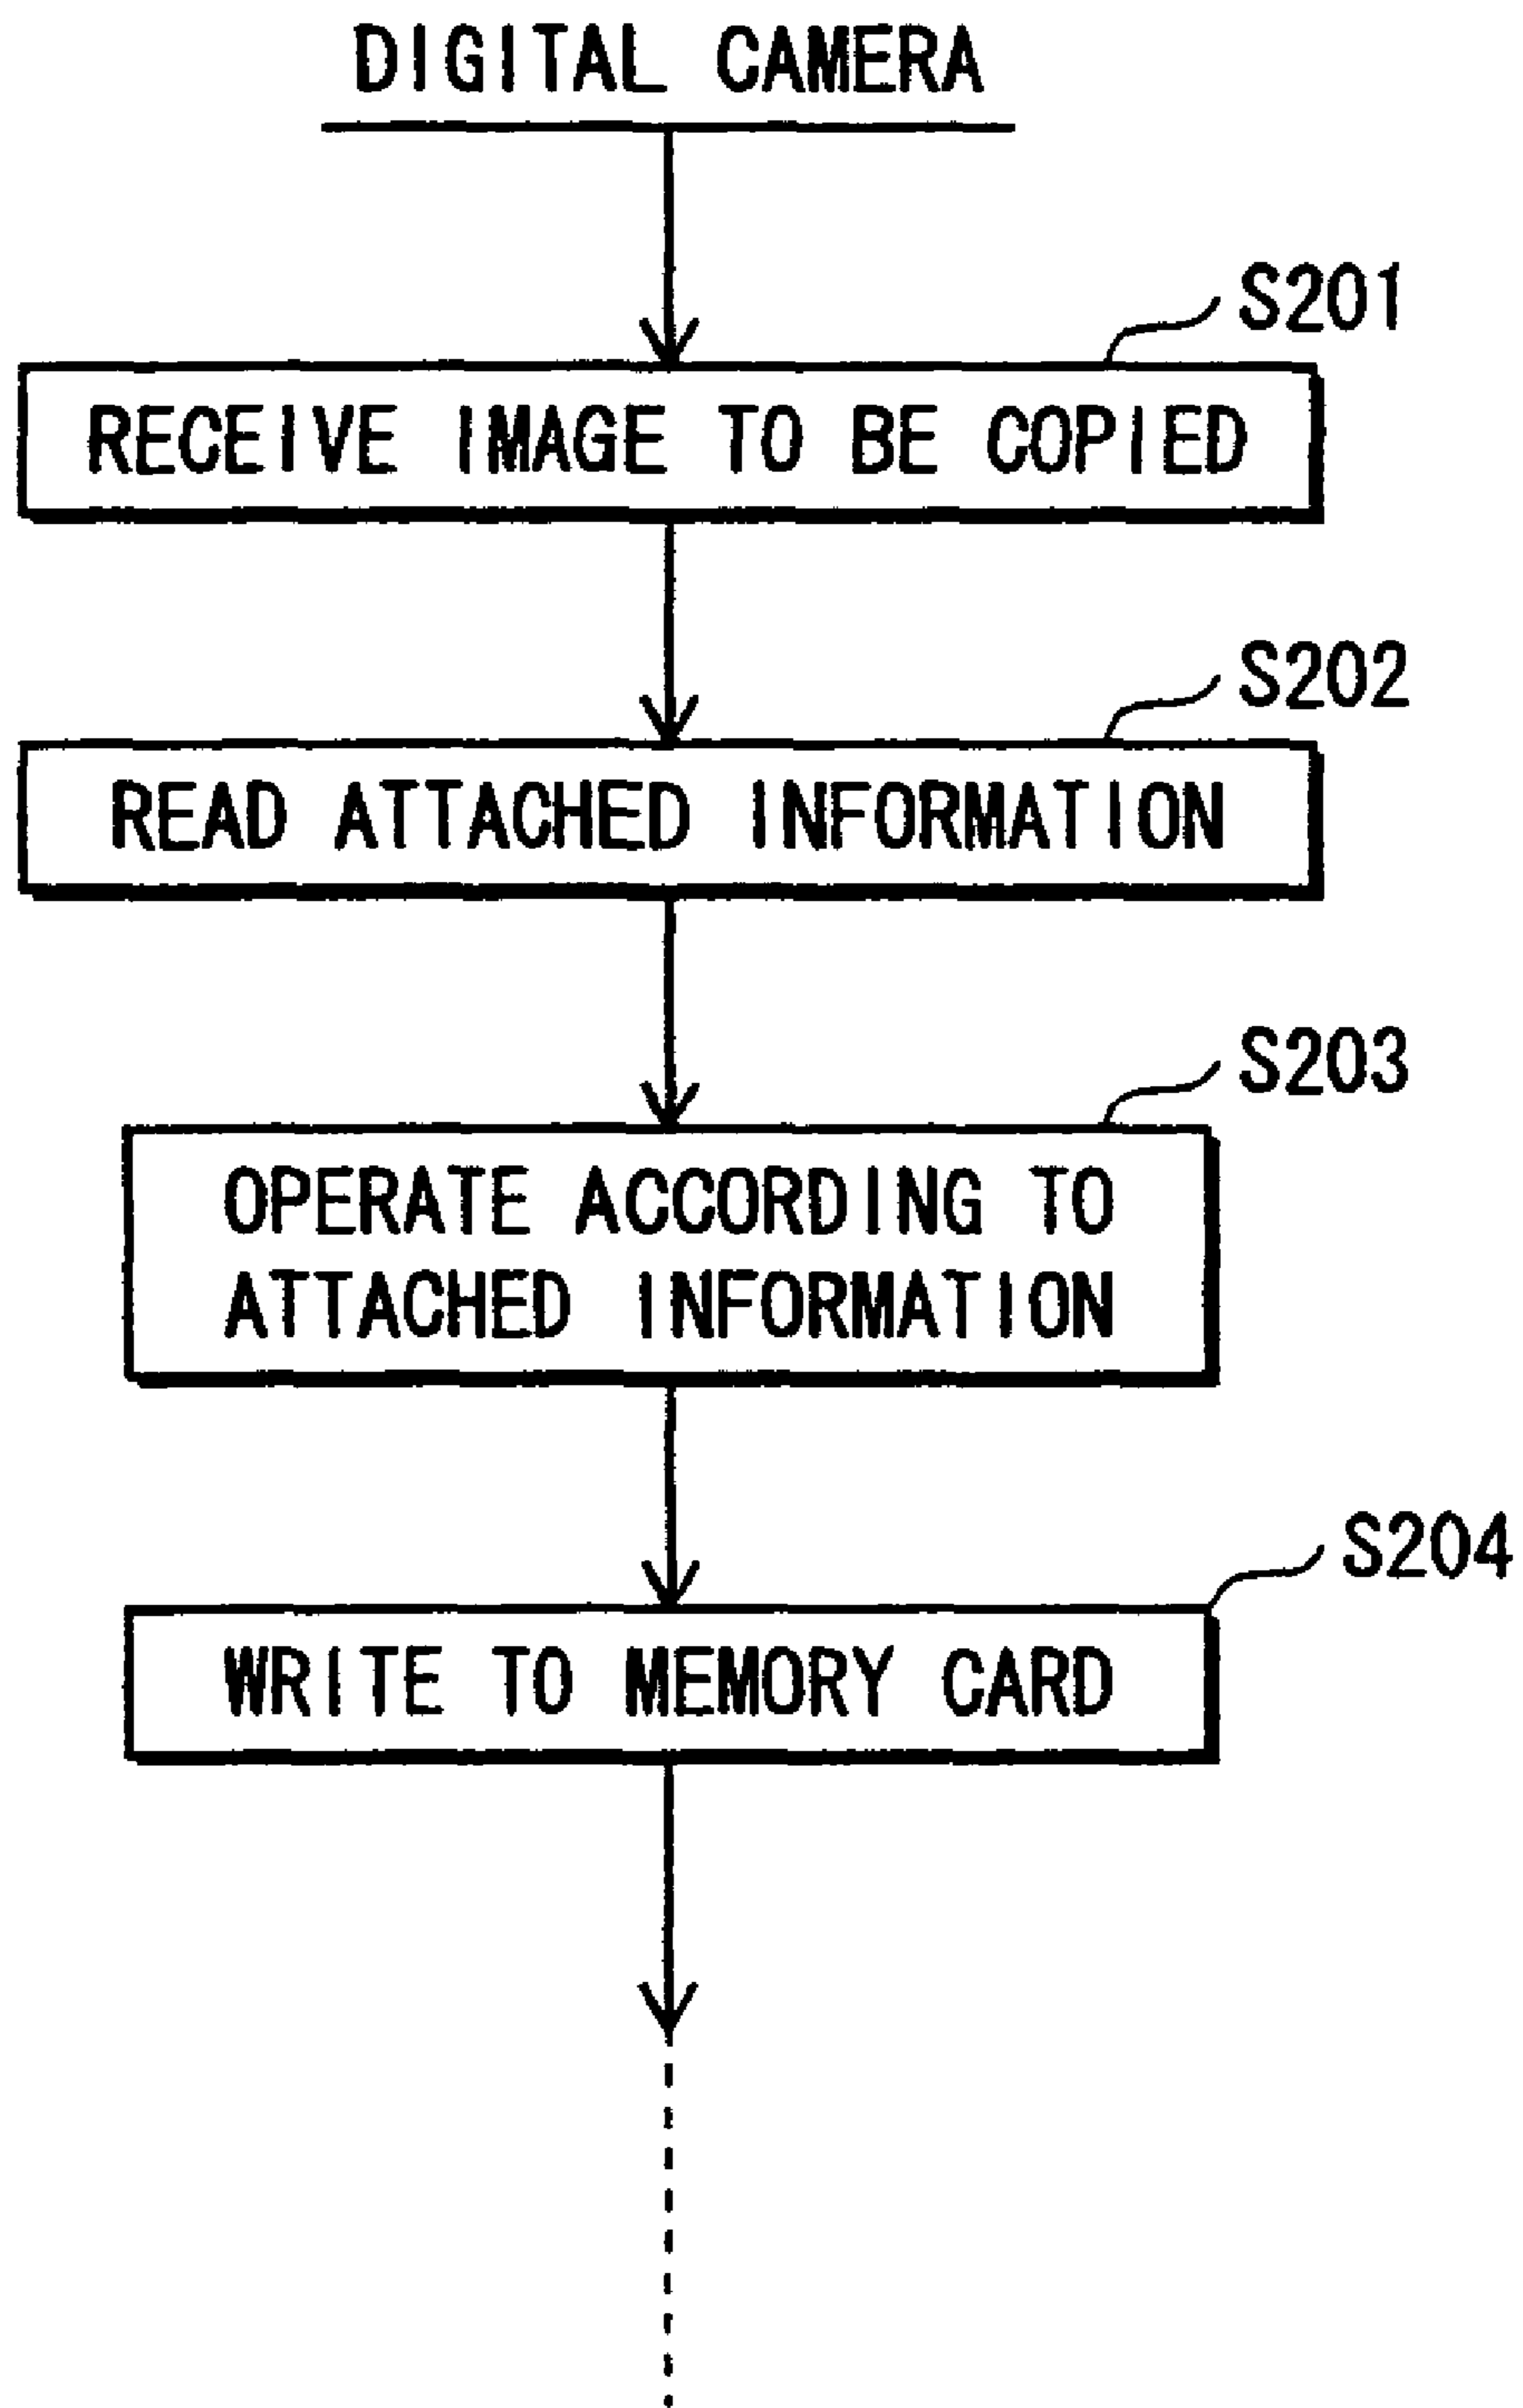 DIGITAL CAMERA
S201
RECEIVE IMAGE TO BE COPIED
S202
READ ATTACHED INFORMATION
S203
OPERATE ACCORDING TO
ATTACHED INFORMATION
S204
WRITE TO MEMORY CARD